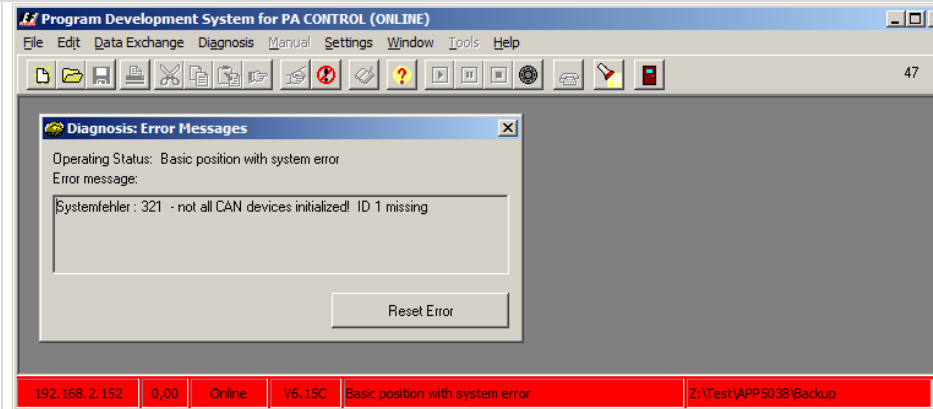 Program Development System for PA CONTROL (ONLINE)
File Edit Data Exchange Diagnosis Manual Settings Window Tools Help
47
Diagnosis: Error Messages
Operating Status: Basic position with system error
Error message:
Systemfehler : 321 - not all CAN devices initialized! ID 1 missing
Reset Error
192.168.2.152 0,00 Online V6.15C Basic position with system error Z:\Test\APP5038\Backup